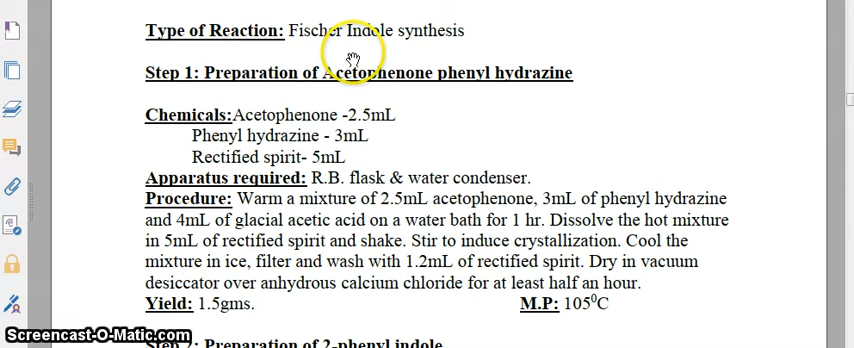 Type of Reaction: Fischer Indole synthesis
Step 1: Preparation of Acetophenone phenyl hydrazine
Chemicals:Acetophenone -2.5mL
Phenyl hydrazine - 3mL
Rectified spirit- 5mL
Apparatus required: R.B. flask & water condenser.
Procedure: Warm a mixture of 2.5mL acetophenone, 3mL of phenyl hydrazine
and 4mL of glacial acetic acid on a water bath for 1 hr. Dissolve the hot mixture
in 5mL of rectified spirit and shake. Stir to induce crystallization. Cool the
mixture in ice, filter and wash with 1.2mL of rectified spirit. Dry in vacuum
desiccator over anhydrous calcium chloride for at least half an hour.
Yield: 1.5gms. M.P: 105⁰C
Step 2: Preparation of 2-phenyl indole
Screencast-O-Matic.com